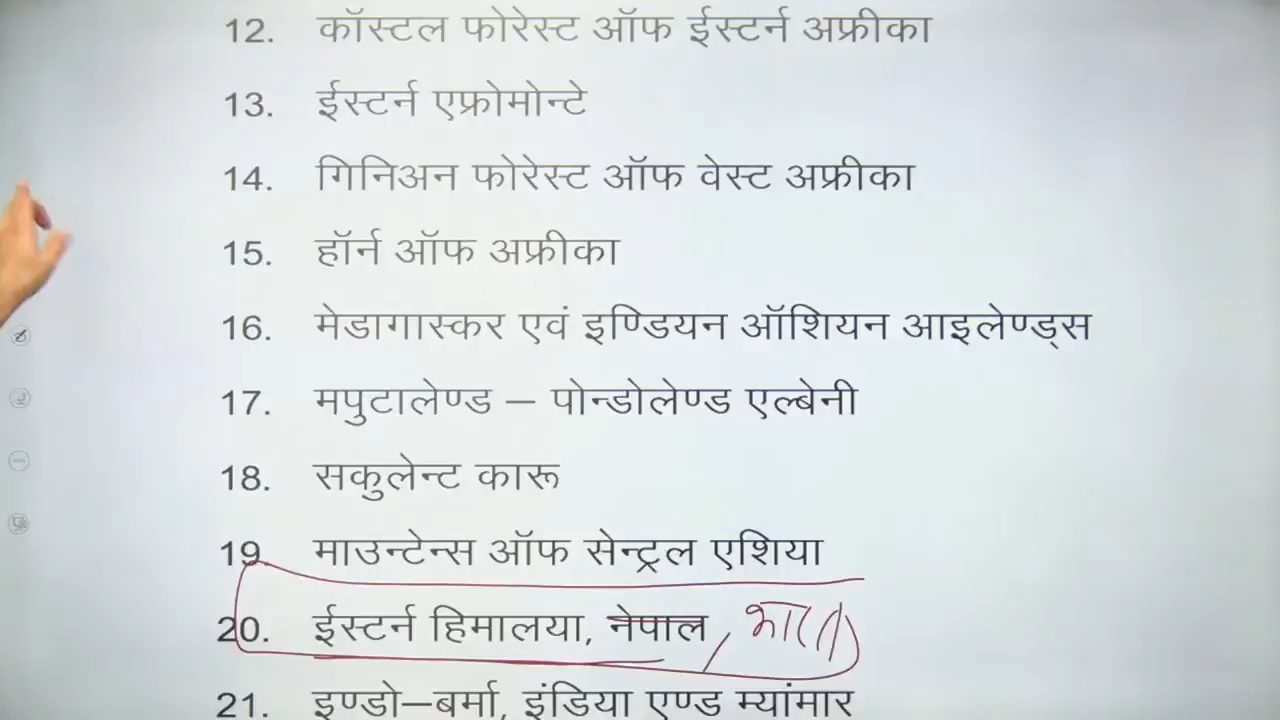 12. कॉस्टल फोरेस्ट ऑफ ईस्टर्न अफ्रीका
13. ईस्टर्न एफ्रोमोन्टे
14. गिनिअन फोरेस्ट ऑफ वेस्ट अफ्रीका
15. हॉर्न ऑफ अफ्रीका
16. मेडागास्कर एवं इण्डियन ऑशियन आइलेण्ड्स
17. मपुटालेण्ड – पोन्डोलेण्ड एल्बेनी
18. सकुलेन्ट कारू
19. माउन्टेन्स ऑफ सेन्ट्रल एशिया
20. ईस्टर्न हिमालया, नेपाल, भारत
21. इण्डो–बर्मा, इंडिया एण्ड म्यांमार